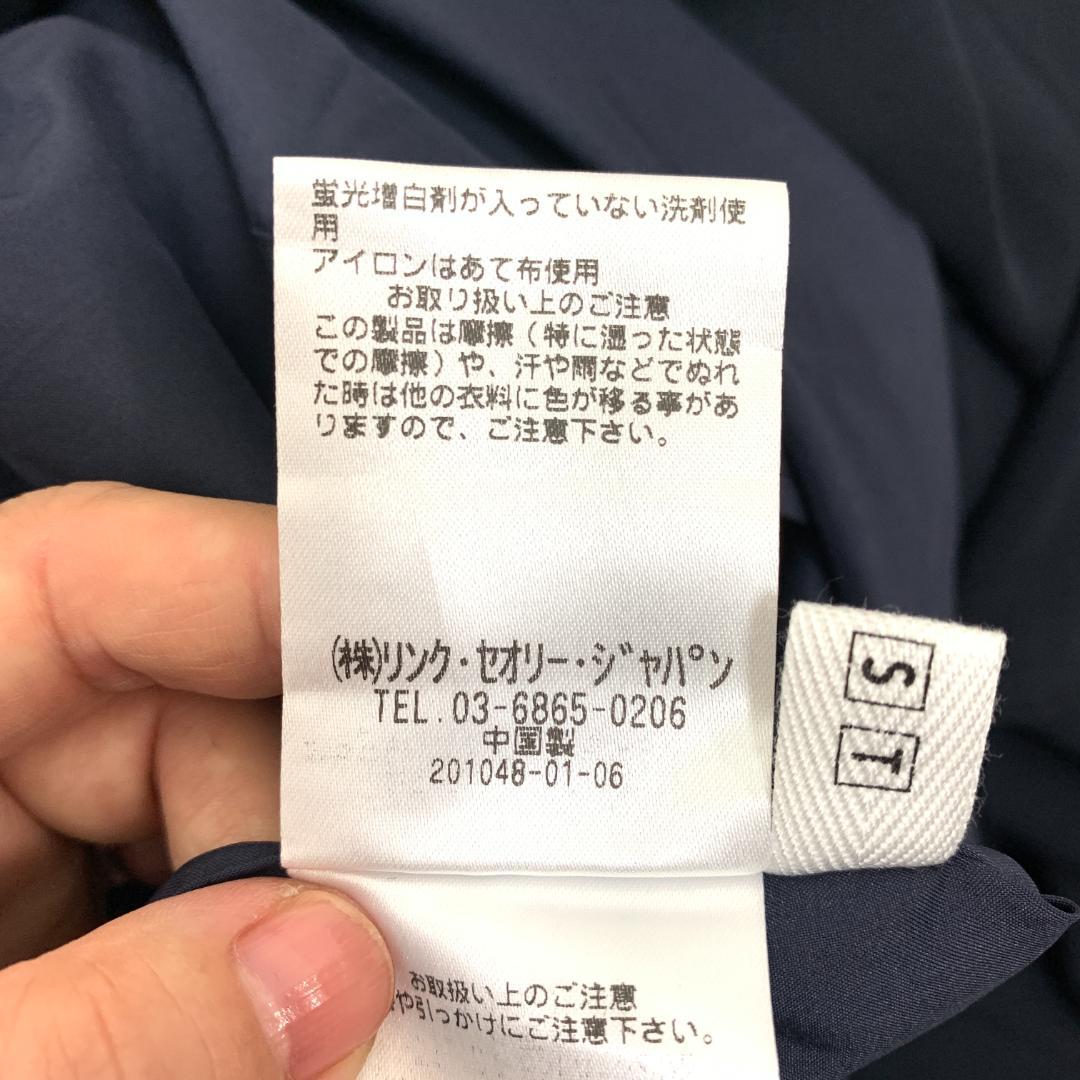 蛍光増白剤が入っていない洗剤使
用
アイロンはあて布使用
お取り扱い上のご注意
この製品は摩擦（特に湿った状態
での摩擦）や、汗や雨などでぬれ
た時は他の衣料に色が移る事があ
りますので、ご注意下さい。
(株)リンク・セオリー・ジャパン
TEL.03-6865-0206
中国製
201048-01-06
S
T
お取扱い上のご注意
や引っかけにご注意下さい。